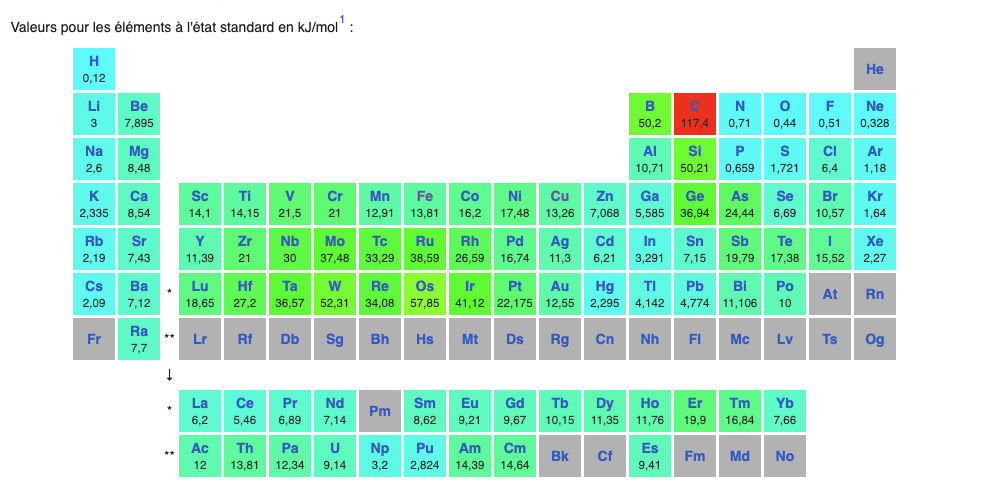 Valeurs pour les éléments à l'état standard en kJ/mol1 :
H He
0,12
Li Be B C N O F Ne
3 7,895 50,2 117,4 0,71 0,44 0,51 0,328
Na Mg Al Si P S Cl Ar
2,6 8,48 10,71 50,21 0,659 1,721 6,4 1,18
K Ca Sc Ti V Cr Mn Fe Co Ni Cu Zn Ga Ge As Se Br Kr
2,335 8,54 14,1 14,15 21,5 21 12,91 13,81 16,2 17,48 13,26 7,068 5,585 36,94 24,44 6,69 10,57 1,64
Rb Sr Y Zr Nb Mo Tc Ru Rh Pd Ag Cd In Sn Sb Te I Xe
2,19 7,43 11,39 21 30 37,48 33,29 38,59 26,59 16,74 11,3 6,21 3,291 7,15 19,79 17,38 15,52 2,27
Cs Ba * Lu Hf Ta W Re Os Ir Pt Au Hg Tl Pb Bi Po At Rn
2,09 7,12 18,65 27,2 36,57 52,31 34,08 57,85 41,12 22,175 12,55 2,295 4,142 4,774 11,106 10
Fr Ra ** Lr Rf Db Sg Bh Hs Mt Ds Rg Cn Nh Fl Mc Lv Ts Og
7,7
↓
* La Ce Pr Nd Pm Sm Eu Gd Tb Dy Ho Er Tm Yb
6,2 5,46 6,89 7,14 8,62 9,21 9,67 10,15 11,35 11,76 19,9 16,84 7,66
** Ac Th Pa U Np Pu Am Cm Bk Cf Es Fm Md No
12 13,81 12,34 9,14 3,2 2,824 14,39 14,64 9,41